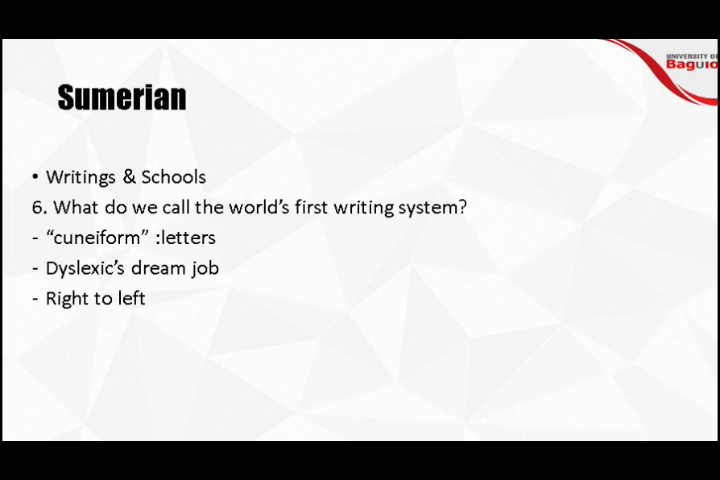 UNIVERSITY OF
Baguio
Sumerian
• Writings & Schools
6. What do we call the world’s first writing system?
- “cuneiform” :letters
- Dyslexic’s dream job
- Right to left